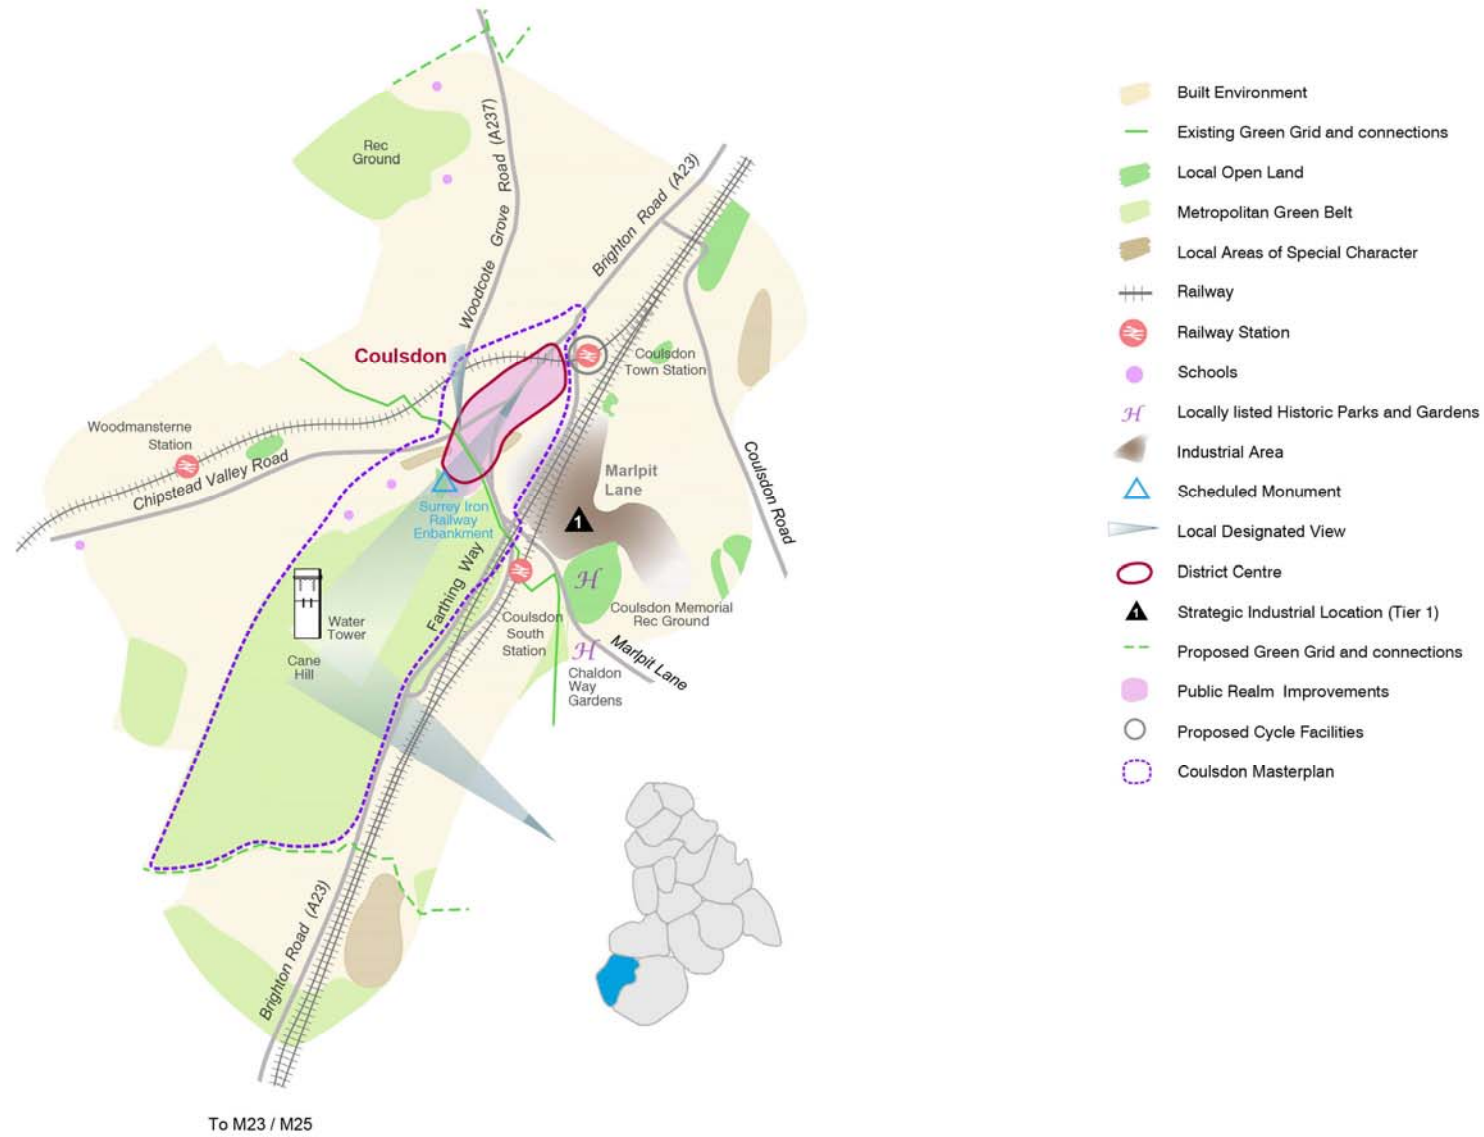 Rec
Ground
Woodcote Grove Road (A237)
Brighton Road (A23)
Coulsdon
Coulsdon
Town Station
Woodmansterne
Station
Chipstead Valley Road
Marlpit
Lane
Coulsdon Road
Surrey Iron
Railway
Enbankment
1
Farthing Way
H
Water
Tower
Coulsdon Memorial
Rec Ground
Coulsdon
South
Station
Marlpit Lane
Cane
Hill
H
Chaldon
Way
Gardens
Brighton Road (A23)
To M23 / M25
Built Environment
Existing Green Grid and connections
Local Open Land
Metropolitan Green Belt
Local Areas of Special Character
Railway
Railway Station
Schools
H Locally listed Historic Parks and Gardens
Industrial Area
Scheduled Monument
Local Designated View
District Centre
1 Strategic Industrial Location (Tier 1)
Proposed Green Grid and connections
Public Realm Improvements
Proposed Cycle Facilities
Coulsdon Masterplan